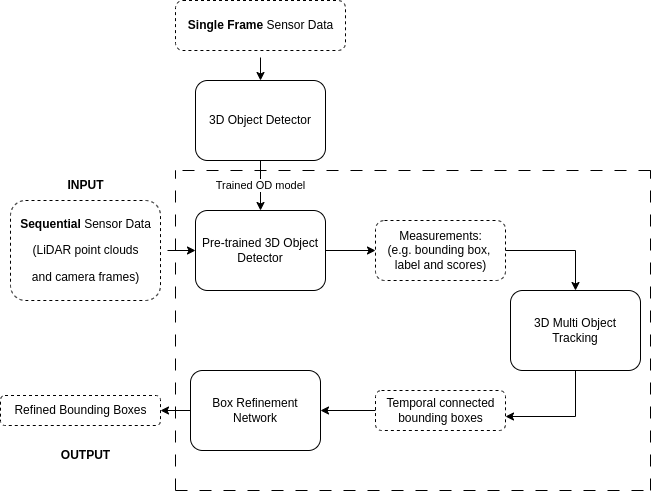 Single Frame Sensor Data
3D Object Detector
Trained OD model
INPUT
Sequential Sensor Data
(LiDAR point clouds
and camera frames)
Pre-trained 3D Object
Detector
Measurements:
(e.g. bounding box,
label and scores)
3D Multi Object
Tracking
Temporal connected
bounding boxes
Box Refinement
Network
Refined Bounding Boxes
OUTPUT